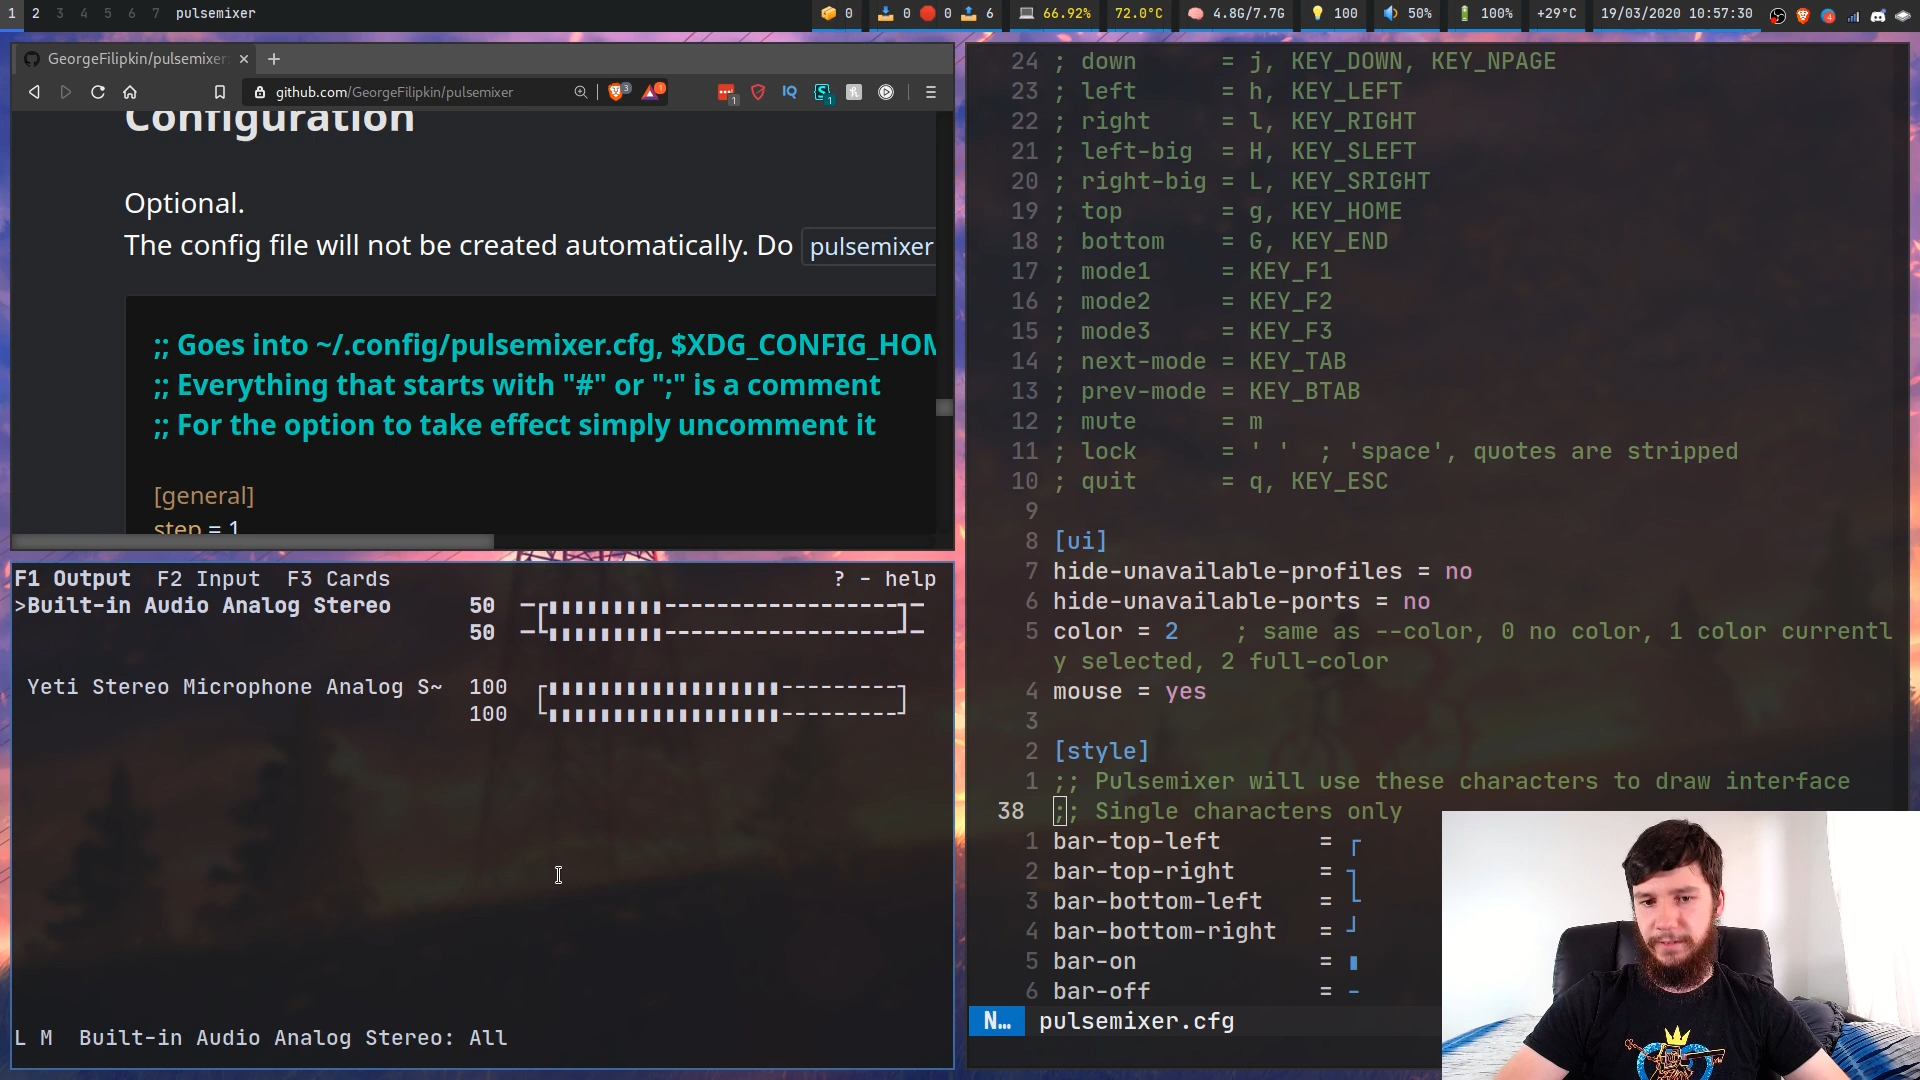 1 2 3 4 5 6 7 pulsemixer
0 0 0 6 66.92% 72.0°C 4.8G/7.7G 100 50% 100% +29°C 19/03/2020 10:57:30
GeorgeFilipkin/pulsemixer
github.com/GeorgeFilipkin/pulsemixer
Configuration
Optional.
The config file will not be created automatically. Do pulsemixer
;; Goes into ~/.config/pulsemixer.cfg, $XDG_CONFIG_HOM
;; Everything that starts with "#" or ";" is a comment
;; For the option to take effect simply uncomment it
[general]
step = 1
F1 Output F2 Input F3 Cards ? - help
>Built-in Audio Analog Stereo 50
50
Yeti Stereo Microphone Analog S~ 100
100
L M Built-in Audio Analog Stereo: All
24 ; down = j, KEY_DOWN, KEY_NPAGE
23 ; left = h, KEY_LEFT
22 ; right = l, KEY_RIGHT
21 ; left-big = H, KEY_SLEFT
20 ; right-big = L, KEY_SRIGHT
19 ; top = g, KEY_HOME
18 ; bottom = G, KEY_END
17 ; mode1 = KEY_F1
16 ; mode2 = KEY_F2
15 ; mode3 = KEY_F3
14 ; next-mode = KEY_TAB
13 ; prev-mode = KEY_BTAB
12 ; mute = m
11 ; lock = ' ' ; 'space', quotes are stripped
10 ; quit = q, KEY_ESC
9
8 [ui]
7 hide-unavailable-profiles = no
6 hide-unavailable-ports = no
5 color = 2 ; same as --color, 0 no color, 1 color currentl
y selected, 2 full-color
4 mouse = yes
3
2 [style]
1 ;; Pulsemixer will use these characters to draw interface
38 ;; Single characters only
1 bar-top-left = ┌
2 bar-top-right = ┐
3 bar-bottom-left = └
4 bar-bottom-right = ┘
5 bar-on = ▮
6 bar-off = -
N… pulsemixer.cfg